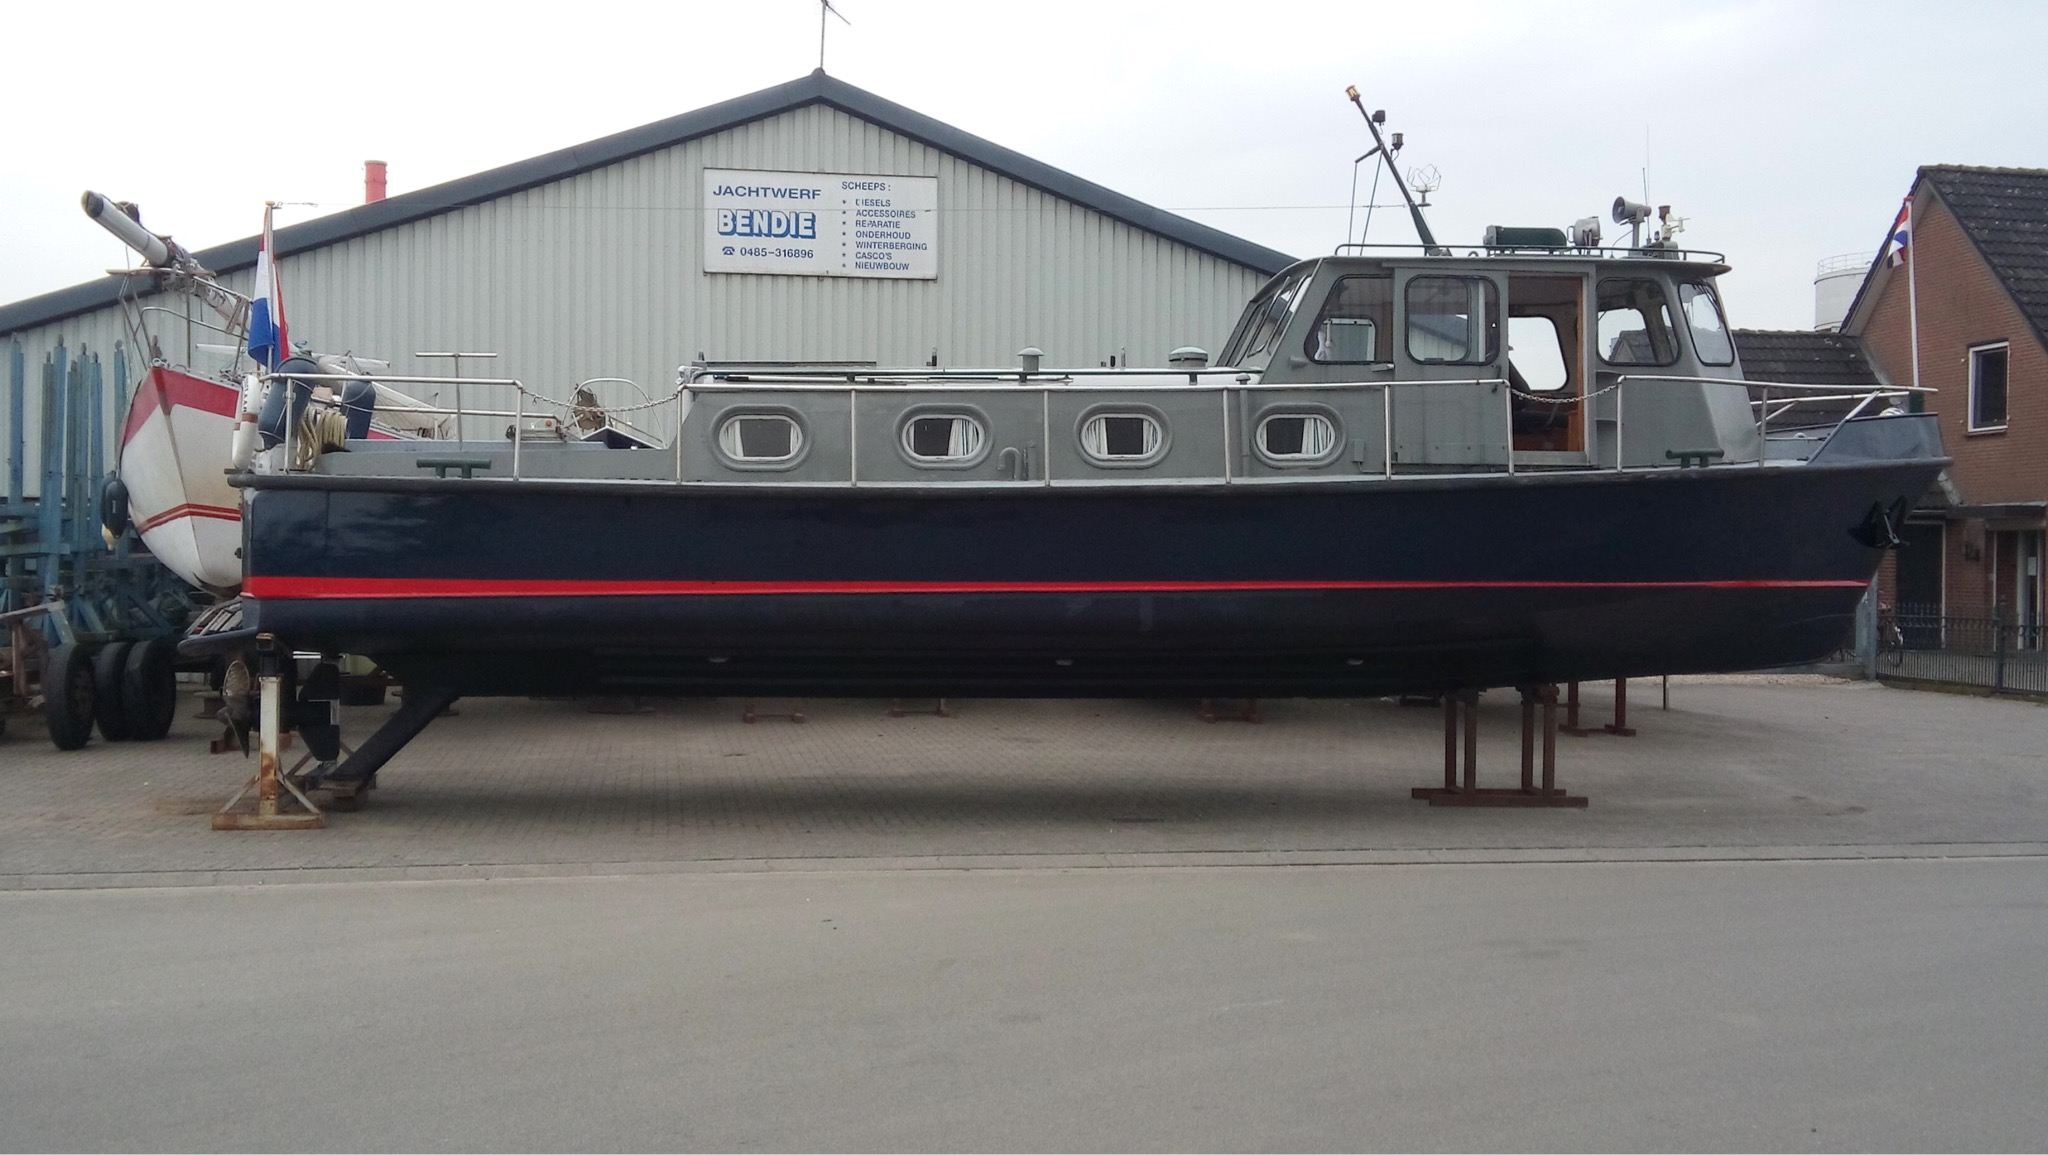 JACHTWERF
BENDIE
☎ 0485-316896
SCHEEPS :
* DIESELS
* ACCESSOIRES
* REPARATIE
* ONDERHOUD
* WINTERBERGING
* CASCO'S
* NIEUWBOUW